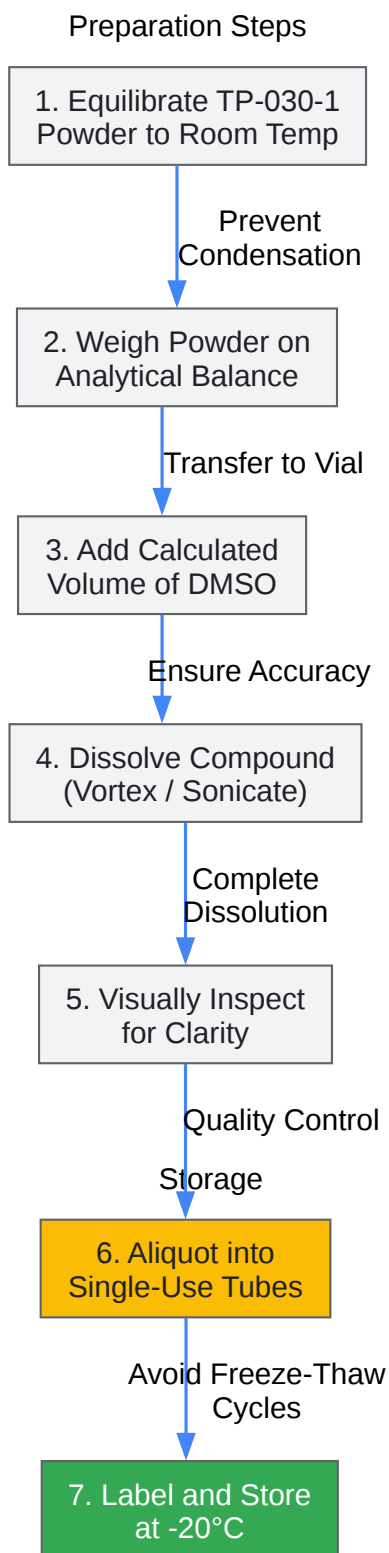 Preparation Steps
1. Equilibrate TP-030-1
Powder to Room Temp
Prevent
Condensation
2. Weigh Powder on
Analytical Balance
Transfer to Vial
3. Add Calculated
Volume of DMSO
Ensure Accuracy
4. Dissolve Compound
(Vortex / Sonicate)
Complete
Dissolution
5. Visually Inspect
for Clarity
Quality Control
Storage
6. Aliquot into
Single-Use Tubes
Avoid Freeze-Thaw
Cycles
7. Label and Store
at -20°C